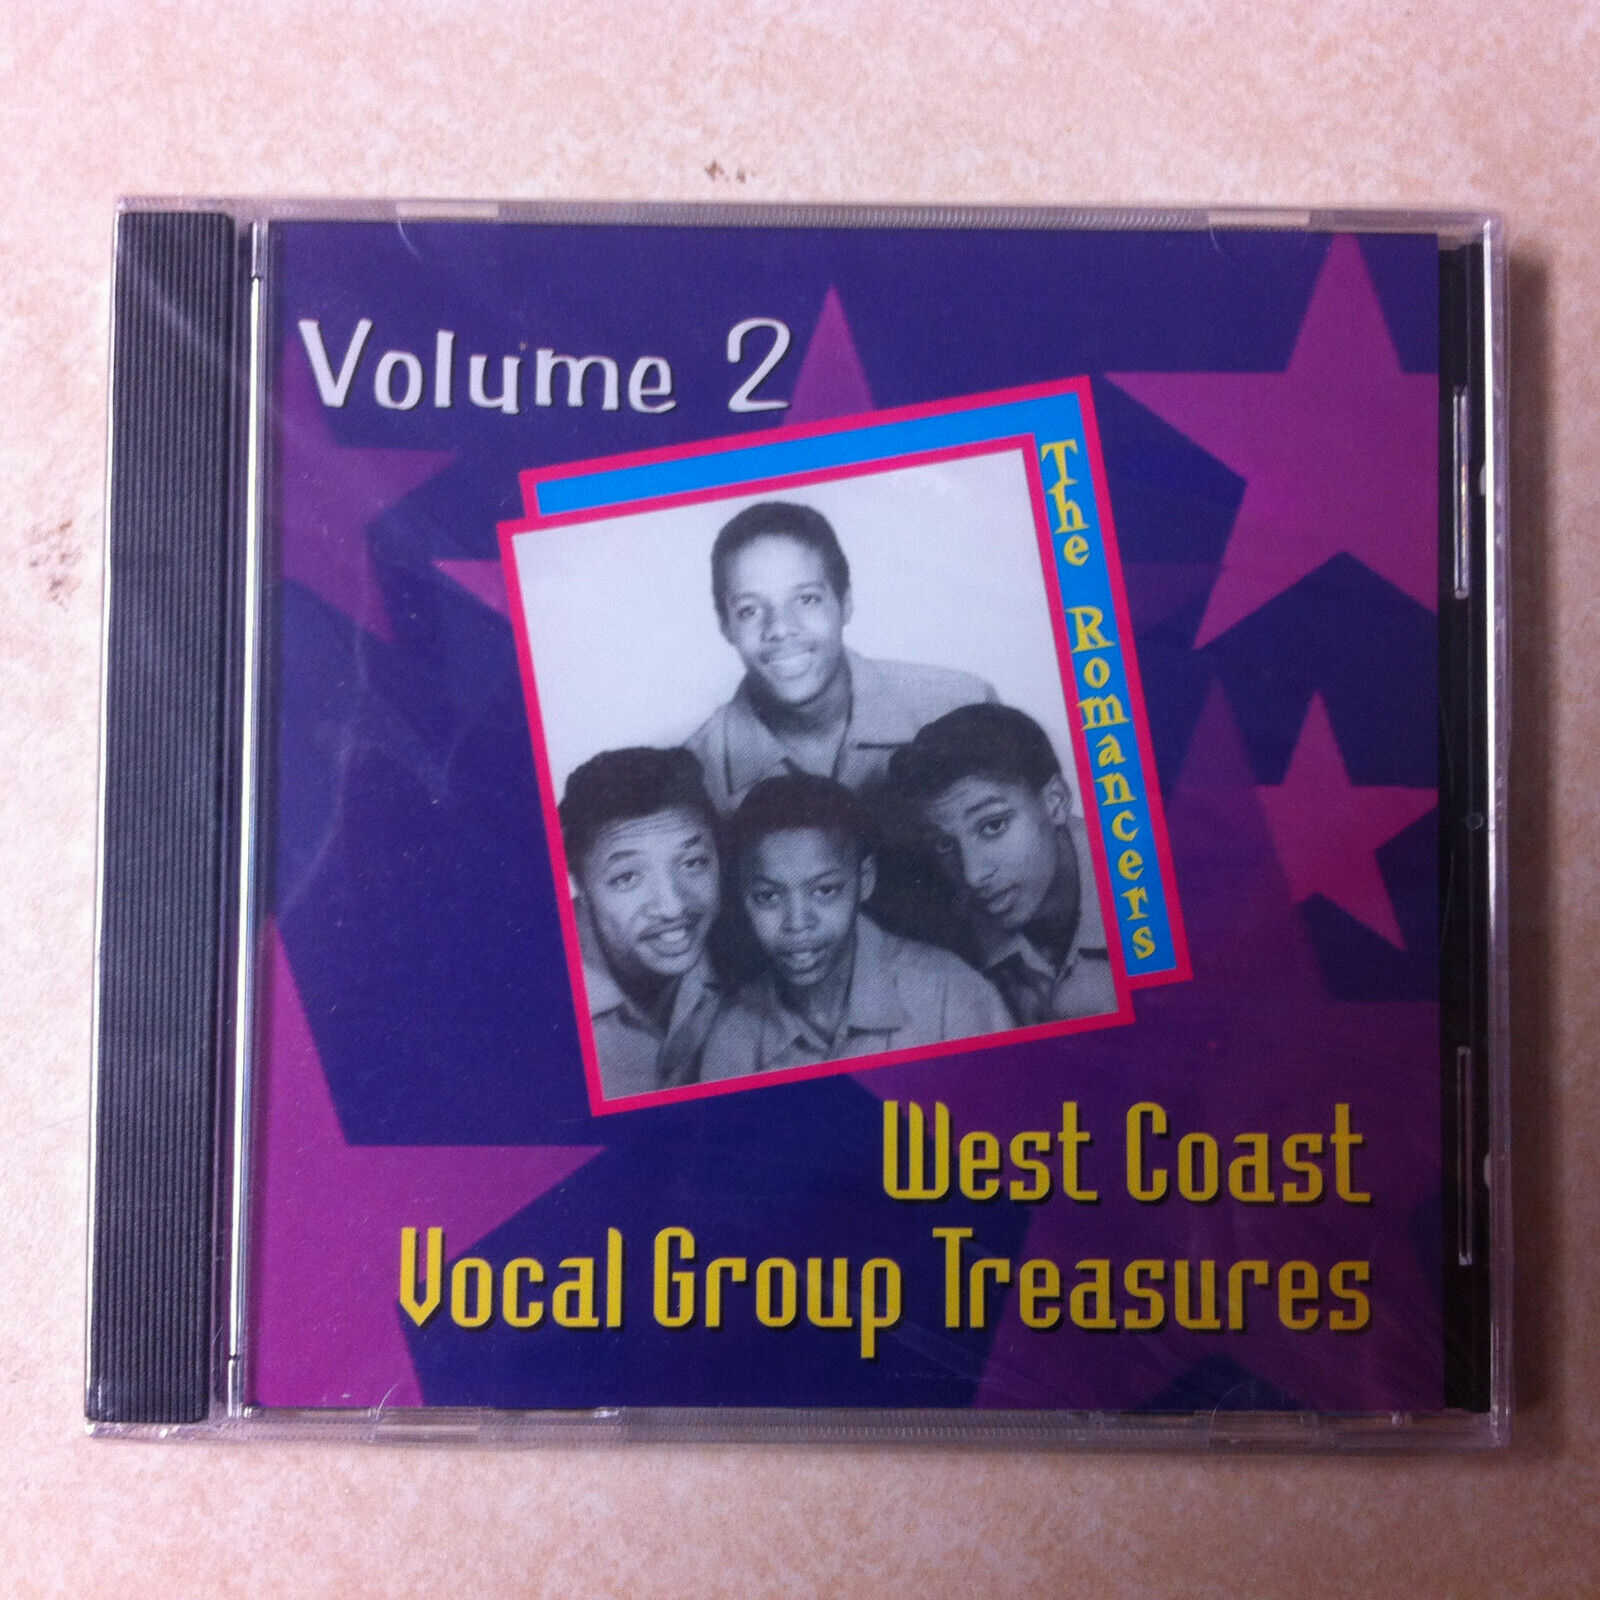 Volume 2
The Romancers
West Coast
Vocal Group Treasures